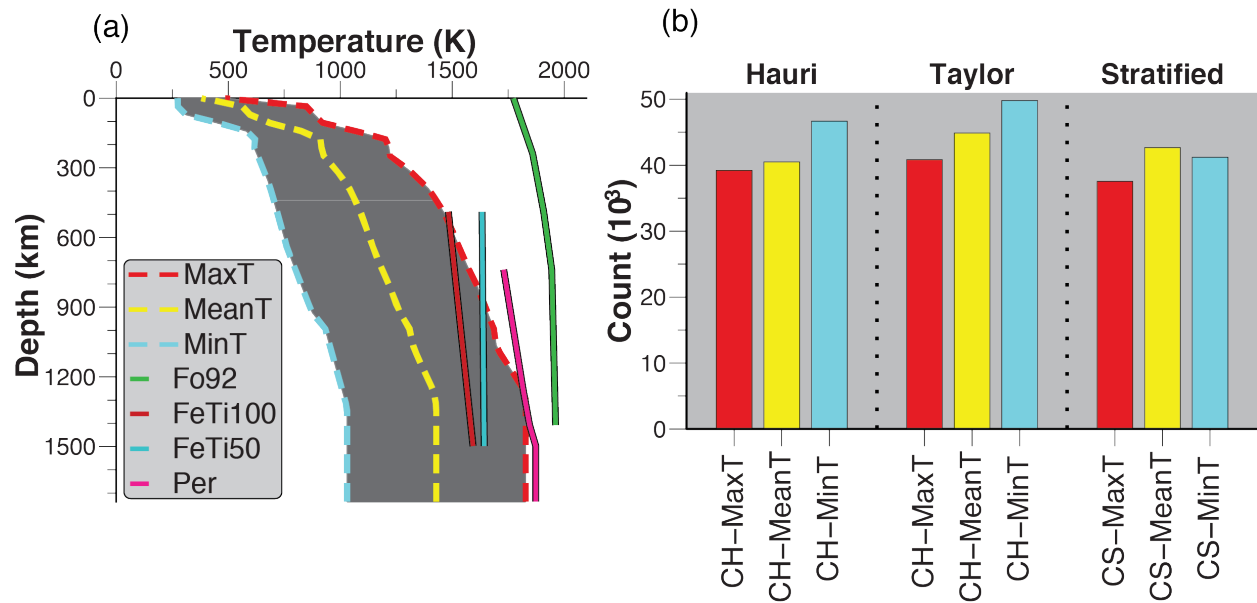 (a)
Temperature (K)
0 500 1000 1500 2000
Depth (km)
0
300
600
900
1200
1500
MaxT
MeanT
MinT
Fo92
FeTi100
FeTi50
Per
(b)
Hauri Taylor Stratified
Count (10³)
50
40
30
20
10
0
CH−MaxT
CH−MeanT
CH−MinT
CH−MaxT
CH−MeanT
CH−MinT
CS−MaxT
CS−MeanT
CS−MinT